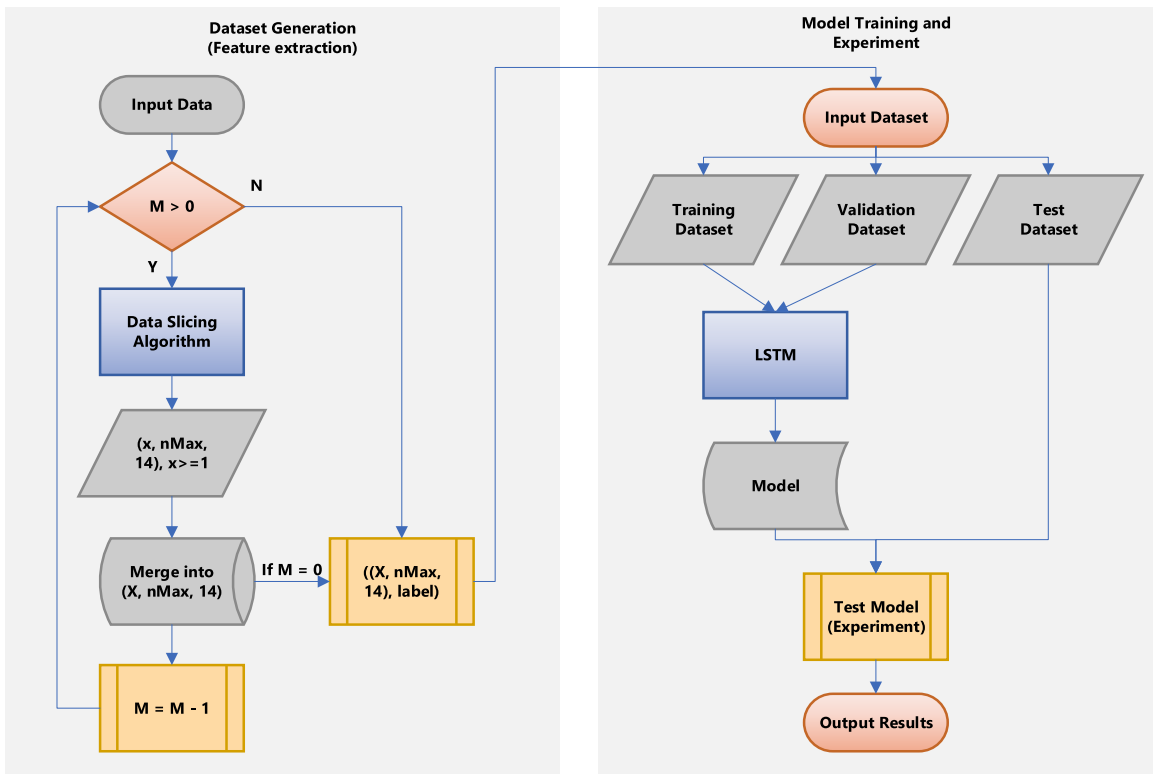 Dataset Generation
(Feature extraction)
Input Data
M > 0
N
Y
Data Slicing
Algorithm
(x, nMax,
14), x>=1
Merge into
(X, nMax, 14)
If M = 0
((X, nMax,
14), label)
M = M - 1
Model Training and
Experiment
Input Dataset
Training
Dataset
Validation
Dataset
Test
Dataset
LSTM
Model
Test Model
(Experiment)
Output Results